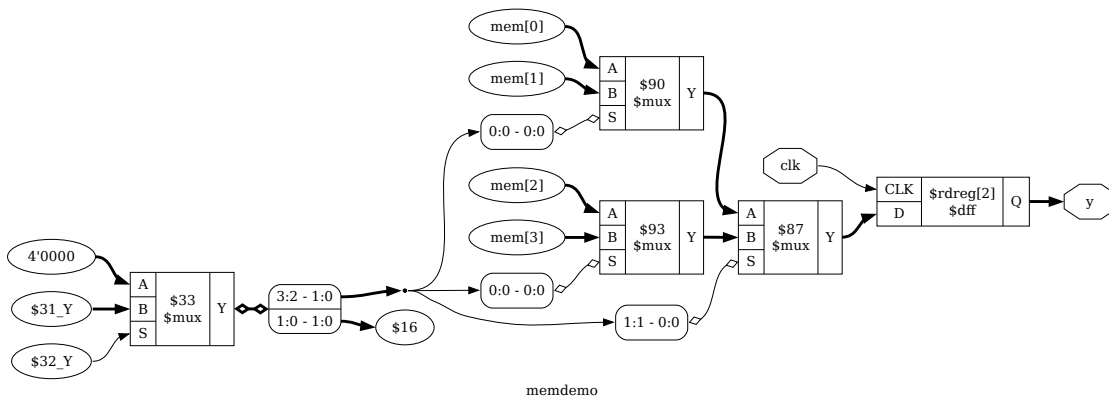 mem[0]
mem[1]
0:0 - 0:0
A
B
S
$90
$mux
Y
mem[2]
mem[3]
0:0 - 0:0
A
B
S
$93
$mux
Y
clk
A
B
S
$87
$mux
Y
CLK
D
$rdreg[2]
$dff
Q
y
4'0000
$31_Y
$32_Y
A
B
S
$33
$mux
Y
3:2 - 1:0
1:0 - 1:0
$16
1:1 - 0:0
memdemo